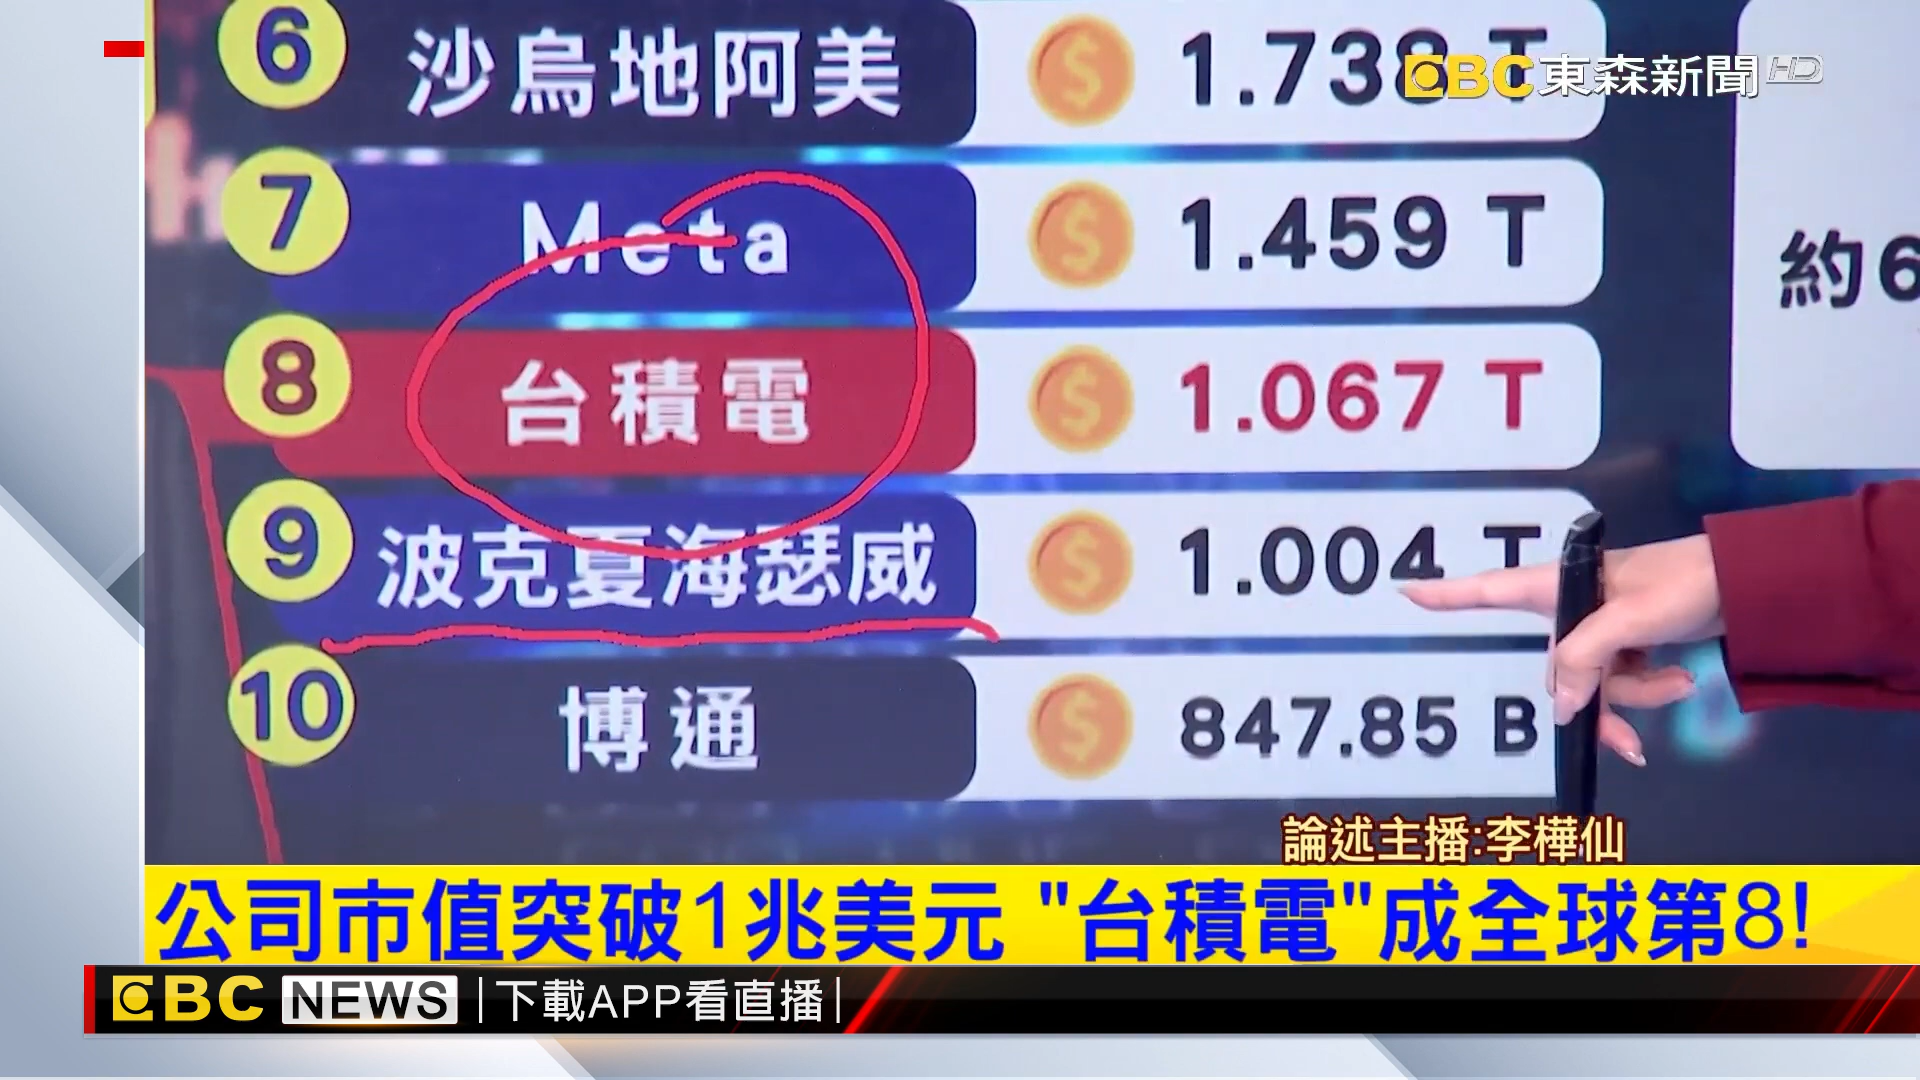 6 沙烏地阿美 1.738 T
EBC東森新聞HD
7 Meta 1.459 T
約6
8 台積電 1.067 T
9 波克夏海瑟威 1.004 T
10 博通 847.85 B
論述主播:李樺仙
公司市值突破1兆美元 "台積電"成全球第8!
EBC NEWS |下載APP看直播|